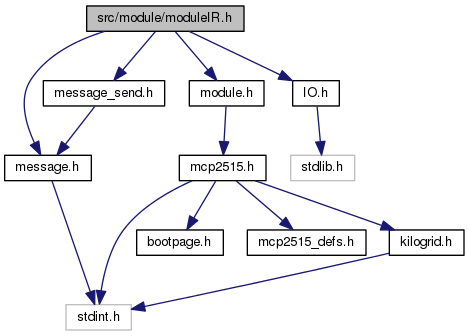 src/module/moduleIR.h
message_send.h
module.h
IO.h
message.h
mcp2515.h
stdlib.h
bootpage.h
mcp2515_defs.h
kilogrid.h
stdint.h